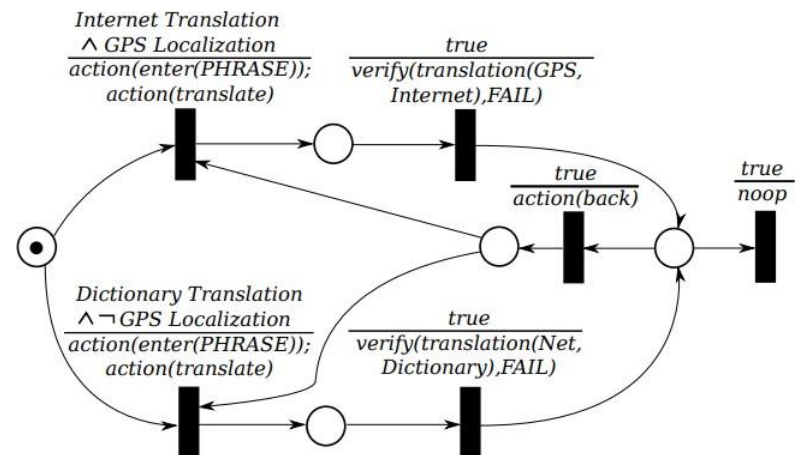 Internet Translation
∧ GPS Localization
action(enter(PHRASE));
action(translate)
true
verify(translation(GPS,
Internet),FAIL)
true
action(back)
true
noop
Dictionary Translation
∧ ¬ GPS Localization
action(enter(PHRASE));
action(translate)
true
verify(translation(Net,
Dictionary),FAIL)